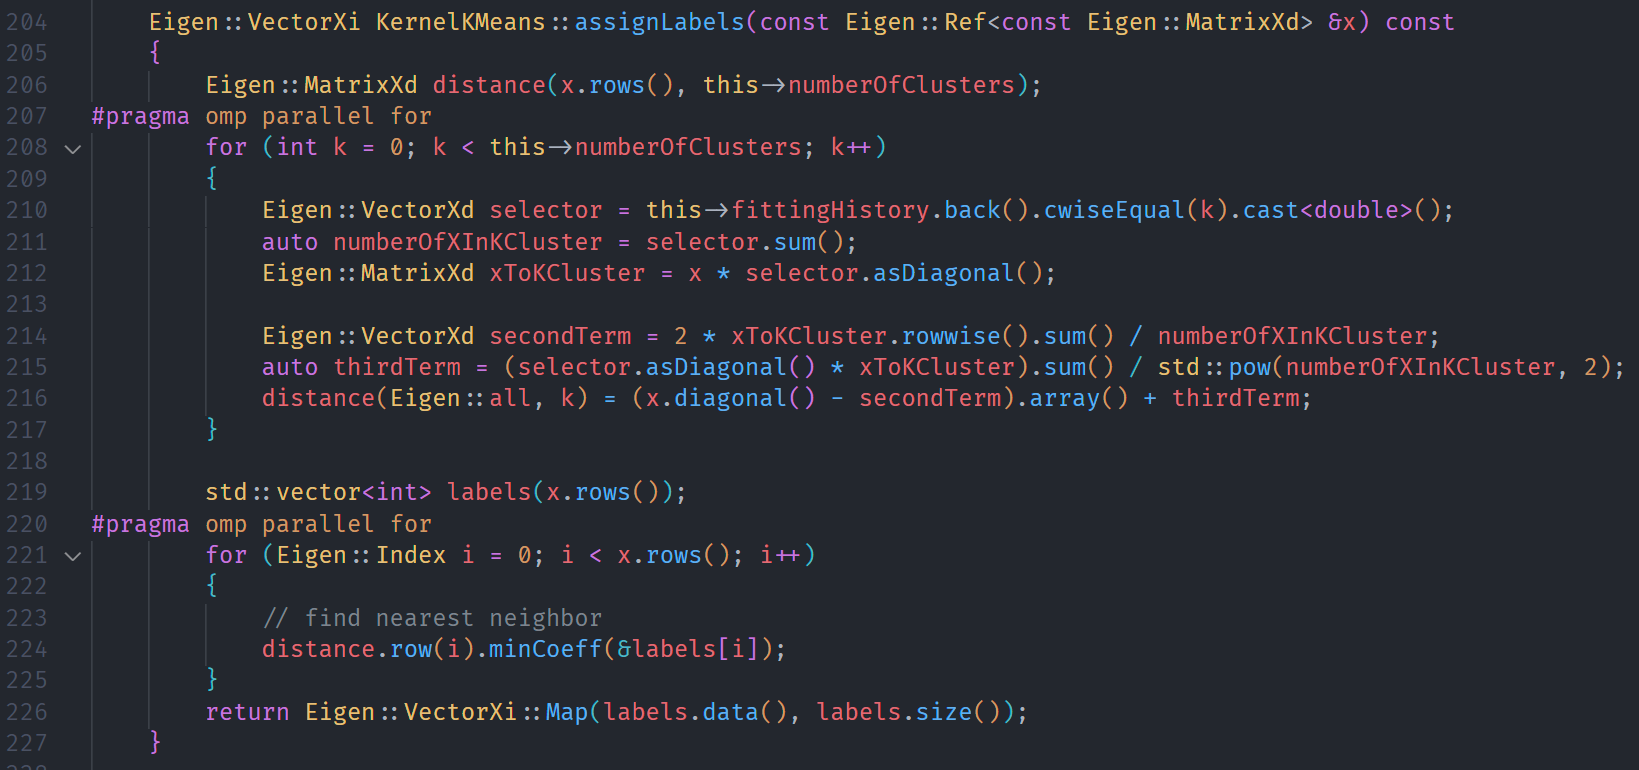 204 Eigen::VectorXi KernelKMeans::assignLabels(const Eigen::Ref<const Eigen::MatrixXd> &x) const
205 {
206 Eigen::MatrixXd distance(x.rows(), this->numberOfClusters);
207 #pragma omp parallel for
208 for (int k = 0; k < this->numberOfClusters; k++)
209 {
210 Eigen::VectorXd selector = this->fittingHistory.back().cwiseEqual(k).cast<double>();
211 auto numberOfXInKCluster = selector.sum();
212 Eigen::MatrixXd xToKCluster = x * selector.asDiagonal();
213
214 Eigen::VectorXd secondTerm = 2 * xToKCluster.rowwise().sum() / numberOfXInKCluster;
215 auto thirdTerm = (selector.asDiagonal() * xToKCluster).sum() / std::pow(numberOfXInKCluster, 2);
216 distance(Eigen::all, k) = (x.diagonal() - secondTerm).array() + thirdTerm;
217 }
218
219 std::vector<int> labels(x.rows());
220 #pragma omp parallel for
221 for (Eigen::Index i = 0; i < x.rows(); i++)
222 {
223 // find nearest neighbor
224 distance.row(i).minCoeff(&labels[i]);
225 }
226 return Eigen::VectorXi::Map(labels.data(), labels.size());
227 }